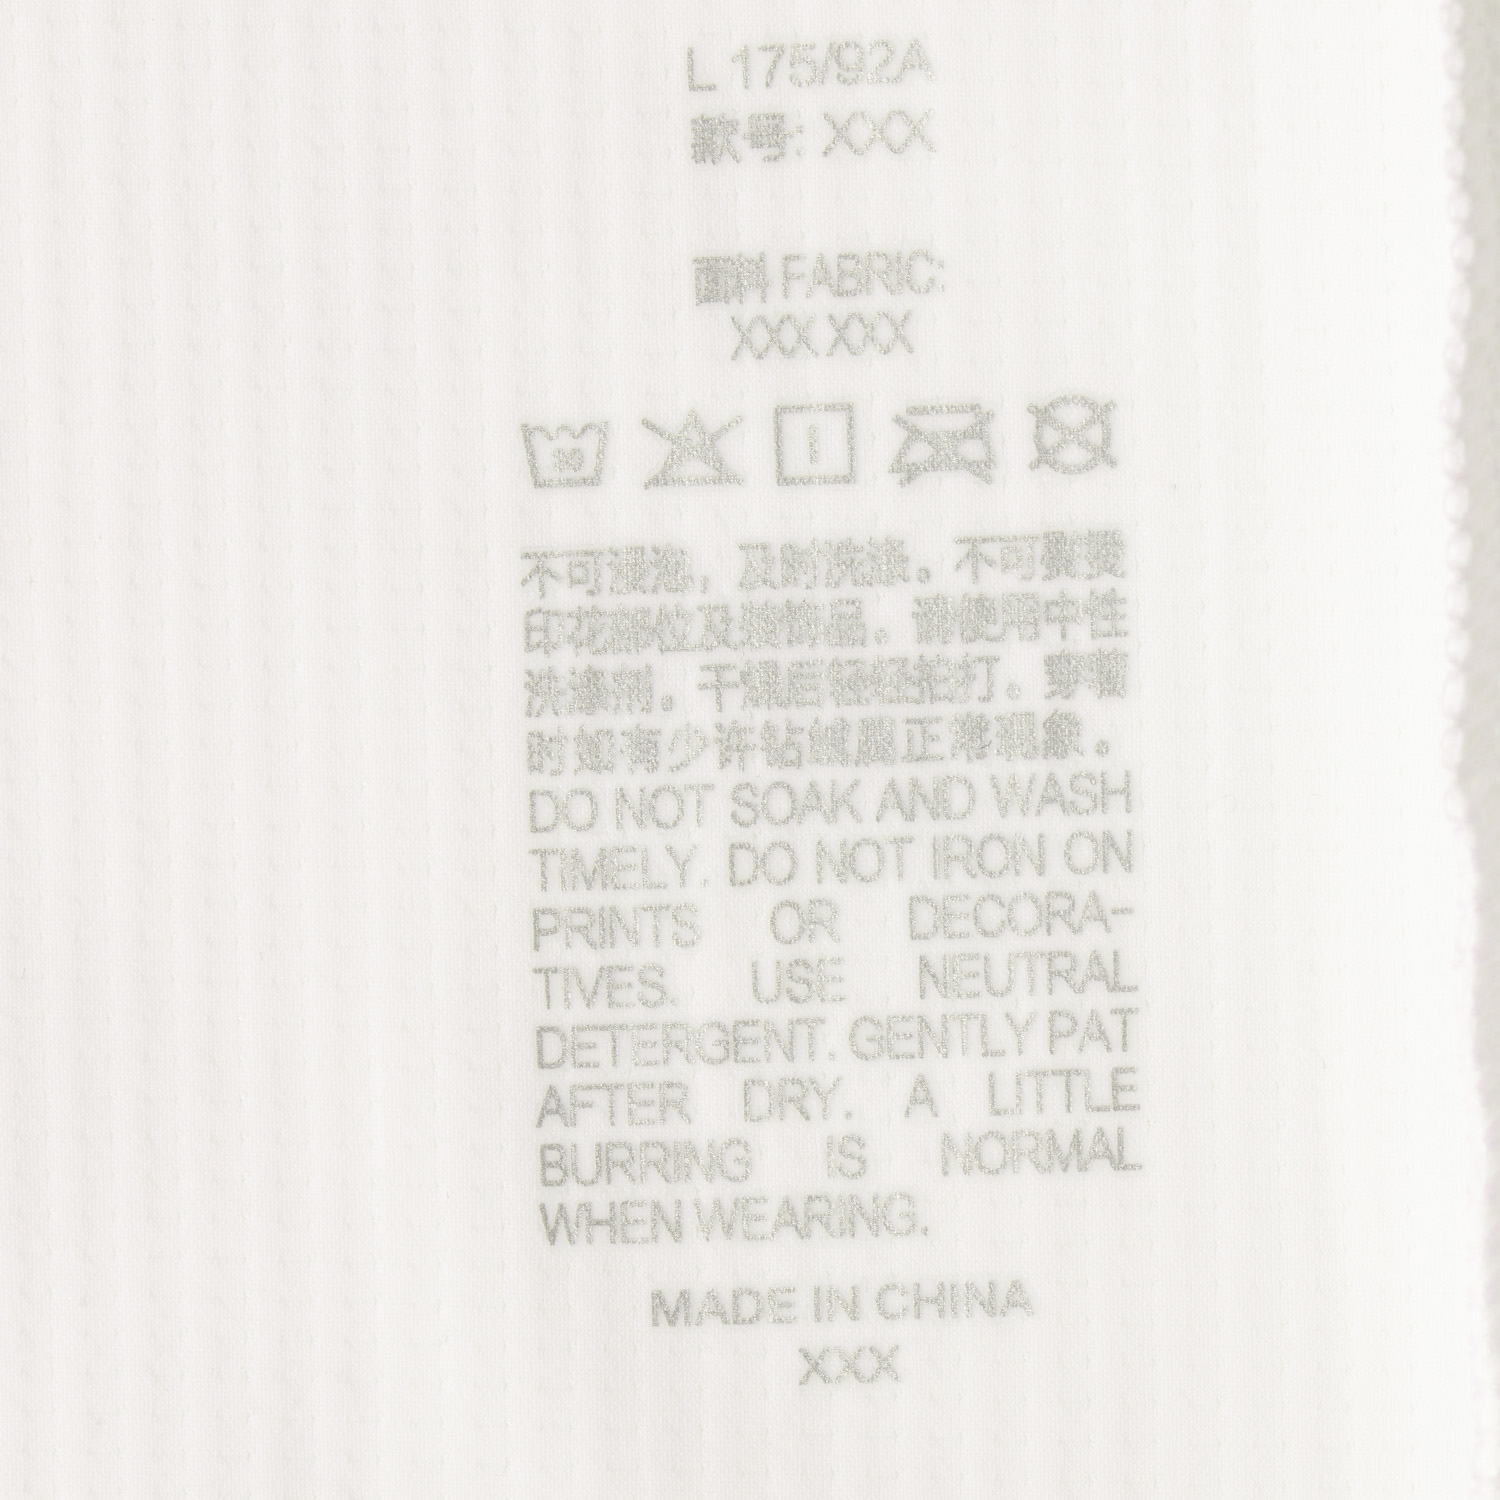 L 175/92A
款号: XXX
面料 FABRIC:
XXX XXX
30
不可浸泡，及时洗涤。不可熨烫
印花部位及装饰品。请使用中性
洗涤剂。干燥后轻轻拍打。穿着
时如有少许钻绒属正常现象。
DO NOT SOAK AND WASH
TIMELY. DO NOT IRON ON
PRINTS OR DECORA-
TIVES. USE NEUTRAL
DETERGENT. GENTLY PAT
AFTER DRY. A LITTLE
BURRING IS NORMAL
WHEN WEARING.
MADE IN CHINA
XXX